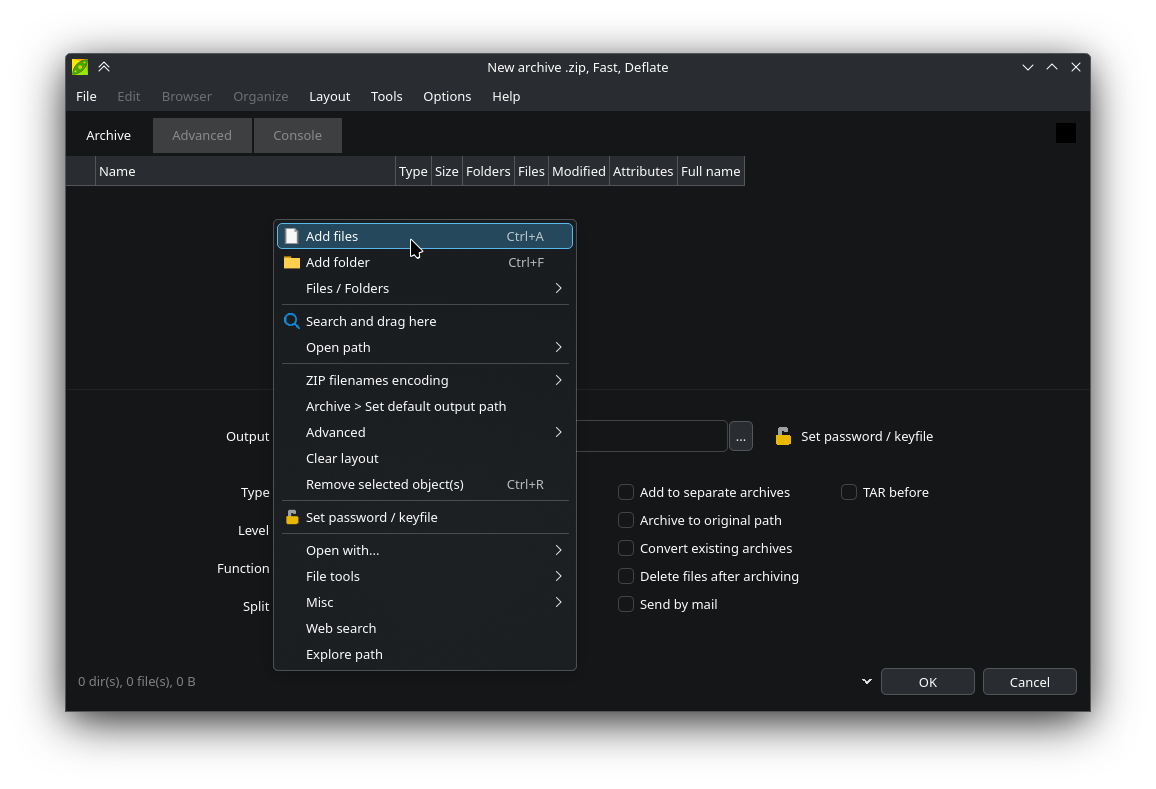 New archive .zip, Fast, Deflate
File Edit Browser Organize Layout Tools Options Help
Archive Advanced Console
Name Type Size Folders Files Modified Attributes Full name
Add files Ctrl+A
Add folder Ctrl+F
Files / Folders
Search and drag here
Open path
ZIP filenames encoding
Archive > Set default output path
Advanced
Clear layout
Remove selected object(s) Ctrl+R
Set password / keyfile
Open with...
File tools
Misc
Web search
Explore path
Output ... Set password / keyfile
Type Add to separate archives TAR before
Archive to original path
Level
Convert existing archives
Function
Delete files after archiving
Split Send by mail
0 dir(s), 0 file(s), 0 B OK Cancel